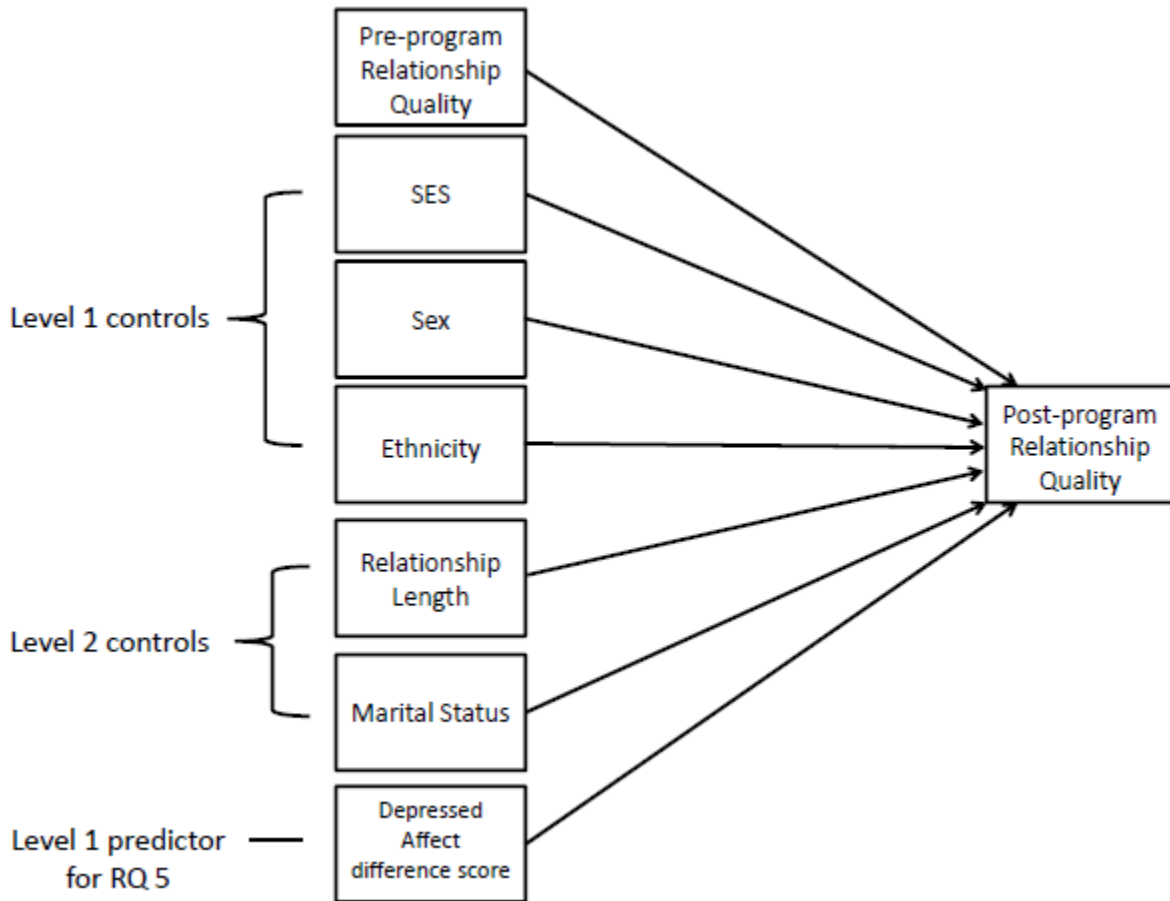 Pre-program
Relationship
Quality
SES
Level 1 controls
Sex
Ethnicity
Post-program
Relationship
Quality
Relationship
Length
Level 2 controls
Marital Status
Depressed
Affect
difference score
Level 1 predictor
for RQ 5